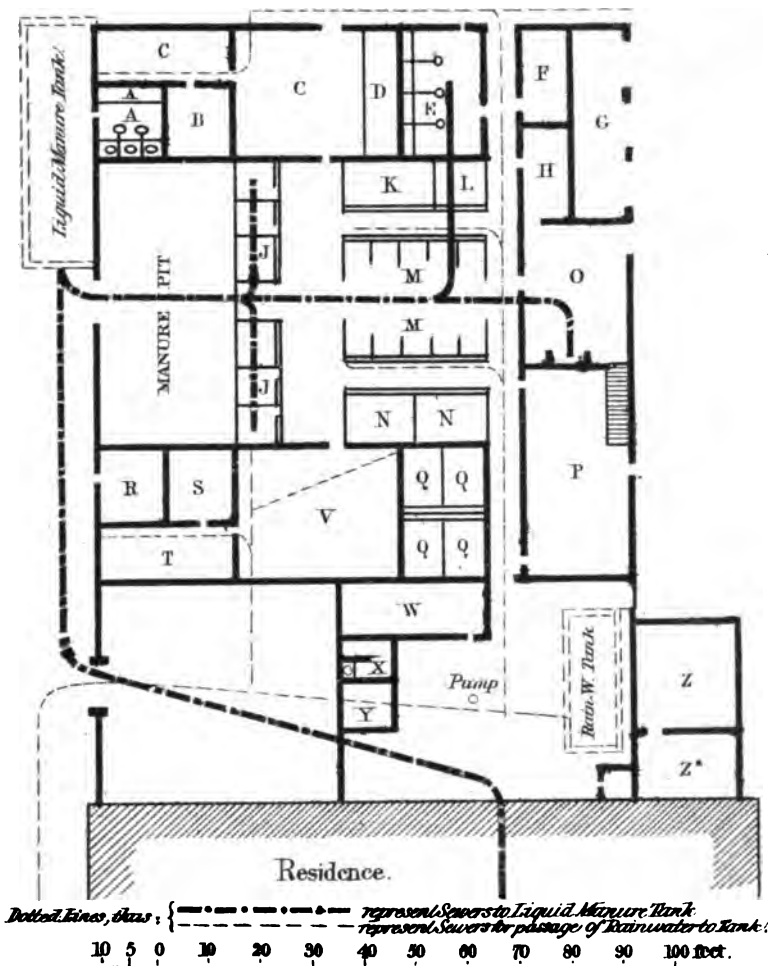 Liquid Manure Tank.
C
C
D
E
F
G
A
A
B
H
K
L
J
M
O
MANURE PIT
M
J
N
N
P
R
S
V
Q
Q
T
Q
Q
W
X
Pump
Rain-W. Tank
Z
Y
Z*
Residence.
Dotted Lines, thus, represent Sewers to Liquid Manure Tank
represent Sewers for passage of Rainwater to Tank.
10 5 0 10 20 30 40 50 60 70 80 90 100 feet.